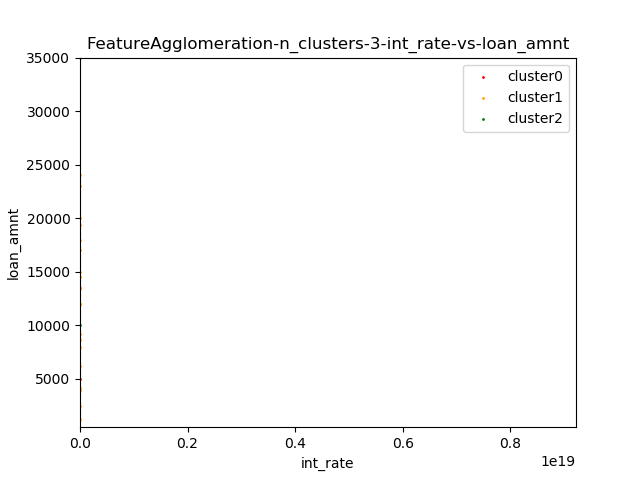 FeatureAgglomeration-n_clusters-3-int_rate-vs-loan_amnt
35000
30000
25000
20000
15000
10000
5000
loan_amnt
cluster0
cluster1
cluster2
0.0 0.2 0.4 0.6 0.8
1e19
int_rate